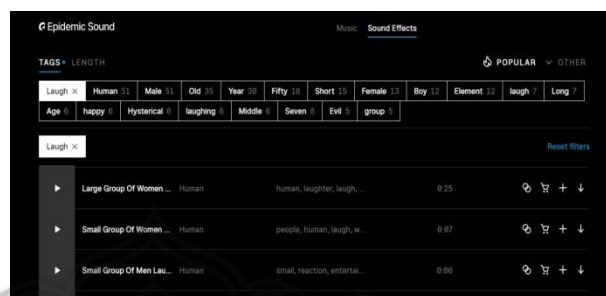 Epidemic Sound Music Sound Effects
TAGS LENGTH POPULAR OTHER
Laugh × Human 51 Male 51 Old 35 Year 30 Fifty 16 Short 15 Female 13 Boy 12 Element 12 laugh 7 Long 7
Age 6 happy 6 Hysterical 6 laughing 6 Middle 6 Seven 6 Evil 5 group 5
Laugh × Reset filters
Large Group Of Women ... Human human, laughter, laugh, ... 0:25
Small Group Of Women ... Human people, human, laugh, w... 0:07
Small Group Of Men Lau... Human small, reaction, entertai... 0:06